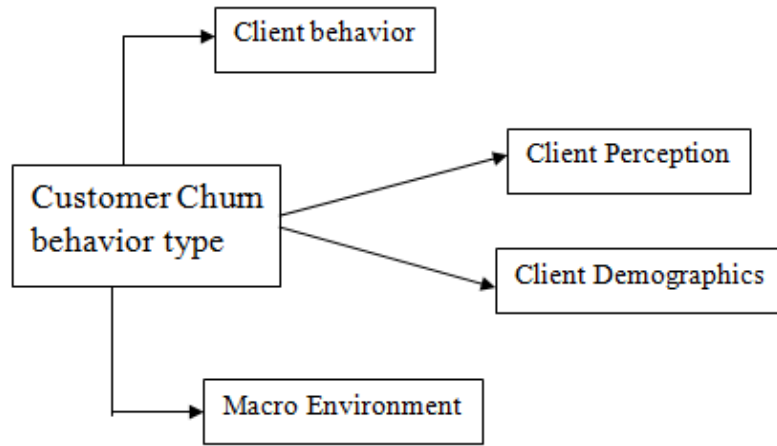 Client behavior
Client Perception
Customer Churn
behavior type
Client Demographics
Macro Environment